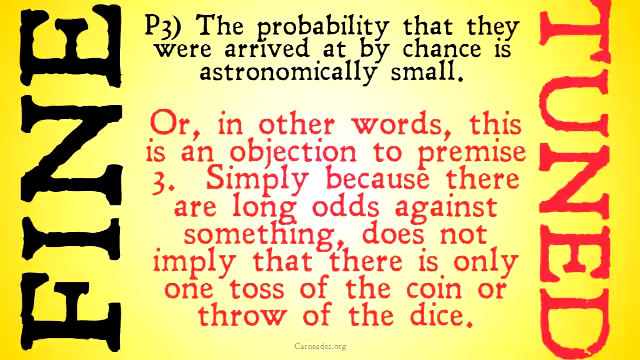 FINE
P3) The probability that they
were arrived at by chance is
astronomically small.
Or, in other words, this
is an objection to premise
3. Simply because there
are long odds against
something, does not
imply that there is only
one toss of the coin or
throw of the dice.
Carneades.org
TUNED